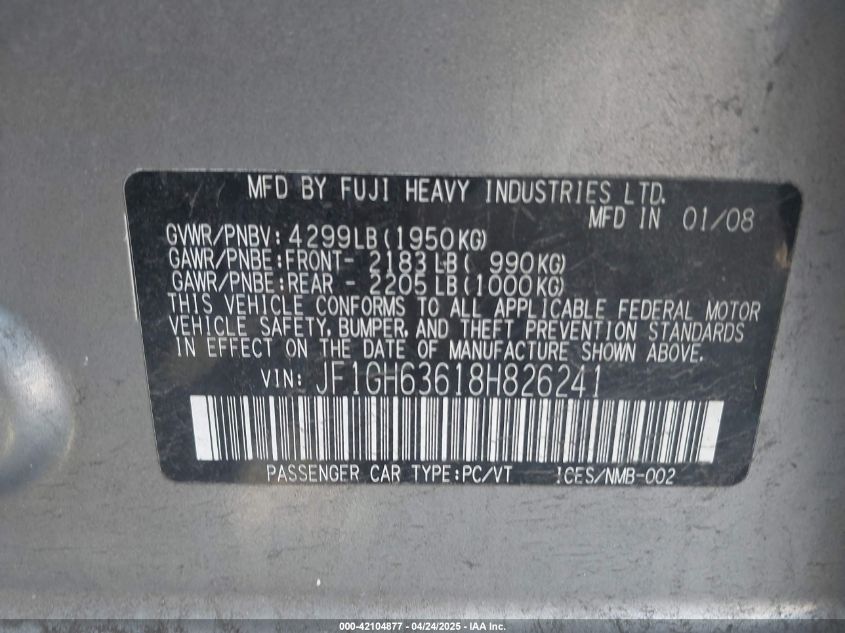 MFD BY FUJI HEAVY INDUSTRIES LTD.
MFD IN 01/08
GVWR/PNBV: 4299LB(1950KG)
GAWR/PNBE:FRONT- 2183 LB( 990KG)
GAWR/PNBE:REAR - 2205 LB(1000KG)
THIS VEHICLE CONFORMS TO ALL APPLICABLE FEDERAL MOTOR
VEHICLE SAFETY, BUMPER, AND THEFT PREVENTION STANDARDS
IN EFFECT ON THE DATE OF MANUFACTURE SHOWN ABOVE.
VIN: JF1GH63618H826241
PASSENGER CAR TYPE:PC/VT ICES/NMB-002
000-42104877 - 04/24/2025 - IAA Inc.